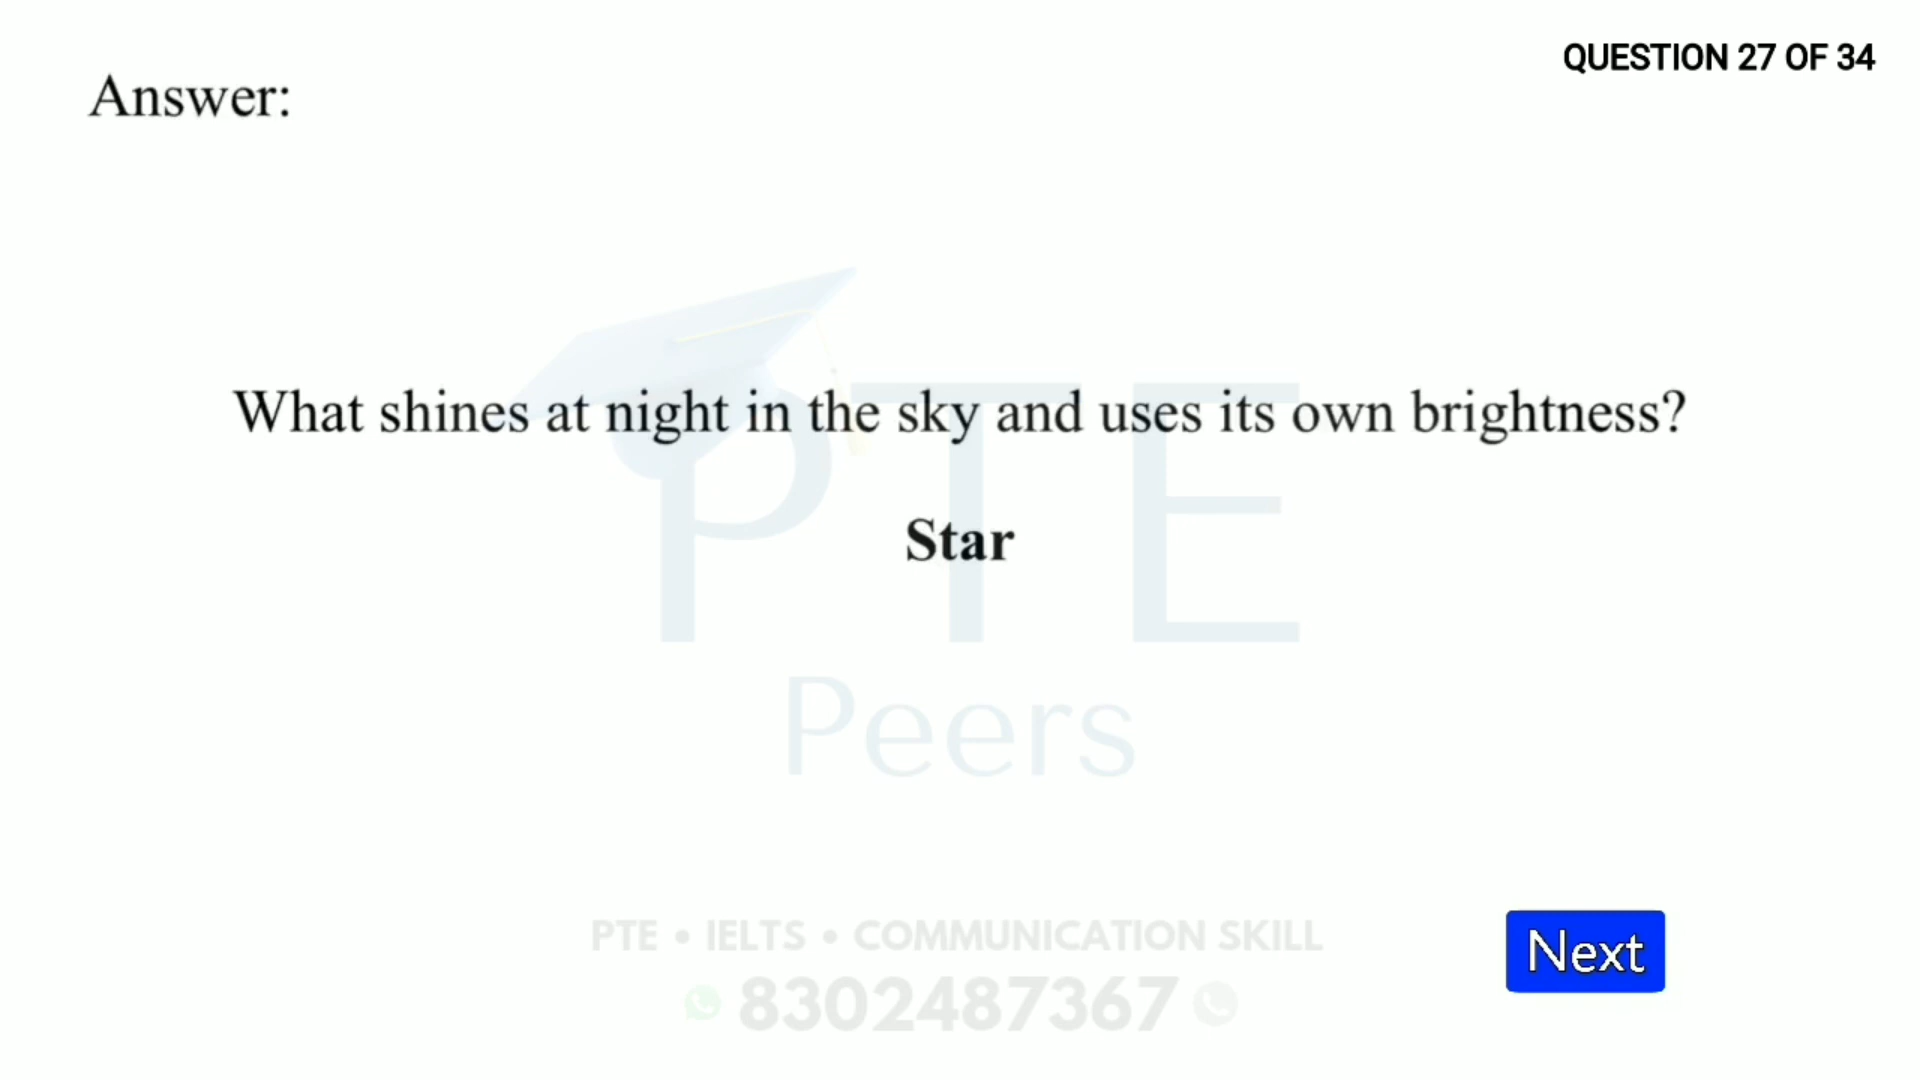 QUESTION 27 OF 34
Answer:
What shines at night in the sky and uses its own brightness?
Star
PTE
Peers
PTE • IELTS • COMMUNICATION SKILL
8302487367
Next